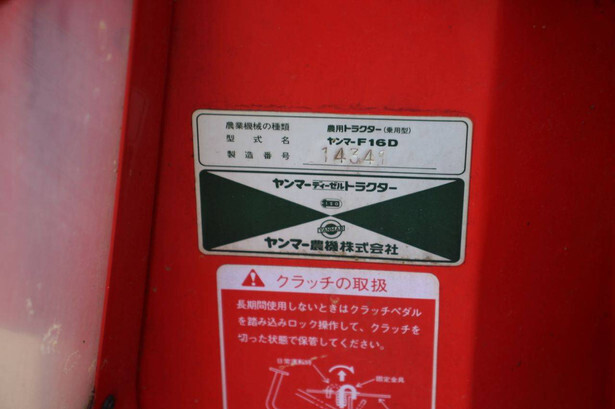 農業機械の種類 農用トラクター(乗用型)
型式名 ヤンマーF16D
製造番号
ヤンマーディーゼルトラクター
ヤンマー農機株式会社
クラッチの取扱
長期間使用しないときはクラッチペダル
を踏み込みロック操作して、クラッチを
切った状態で保管してください。
固定金具